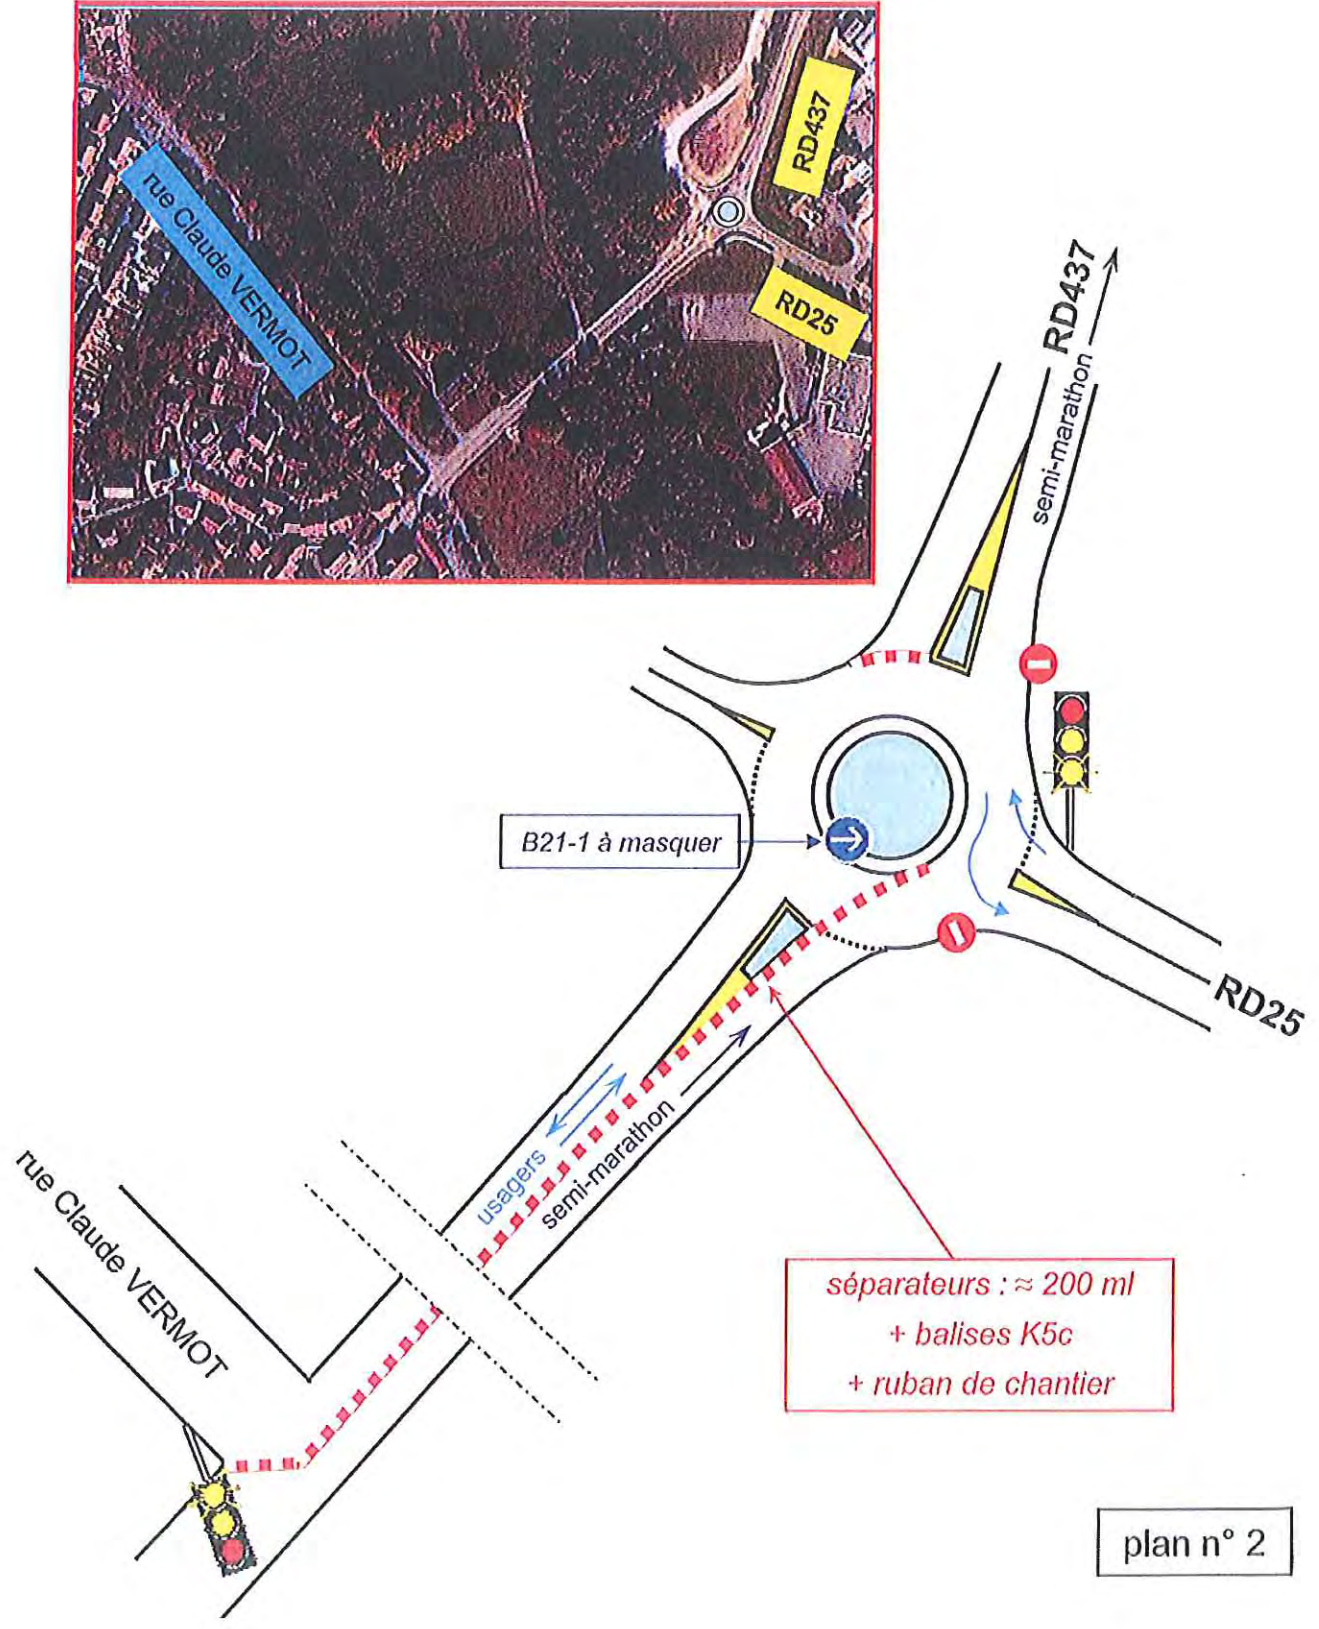 RD437
rue Claude VERMOT
RD25
RD437
semi-marathon
B21-1 à masquer
RD25
usagers
semi-marathon
rue Claude VERMOT
séparateurs : ≈ 200 ml
+ balises K5c
+ ruban de chantier
plan n° 2